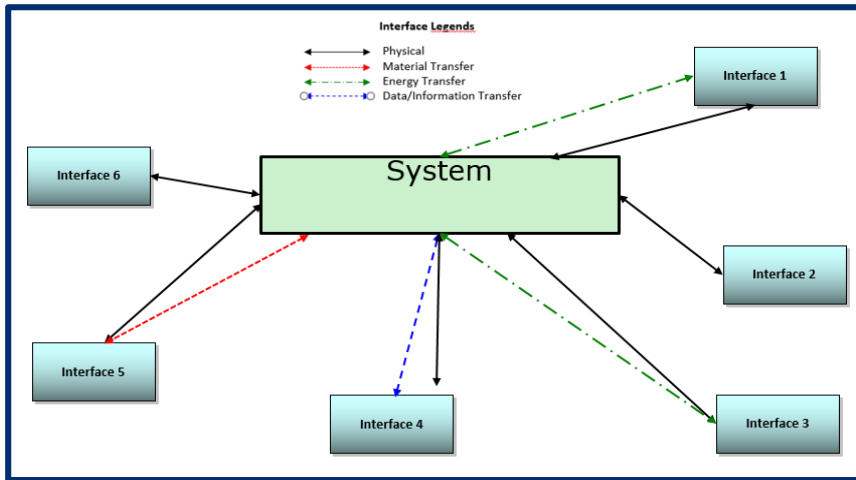 Interface Legends
Physical
Material Transfer
Energy Transfer
Data/Information Transfer
Interface 1
System
Interface 6
Interface 2
Interface 5
Interface 4
Interface 3